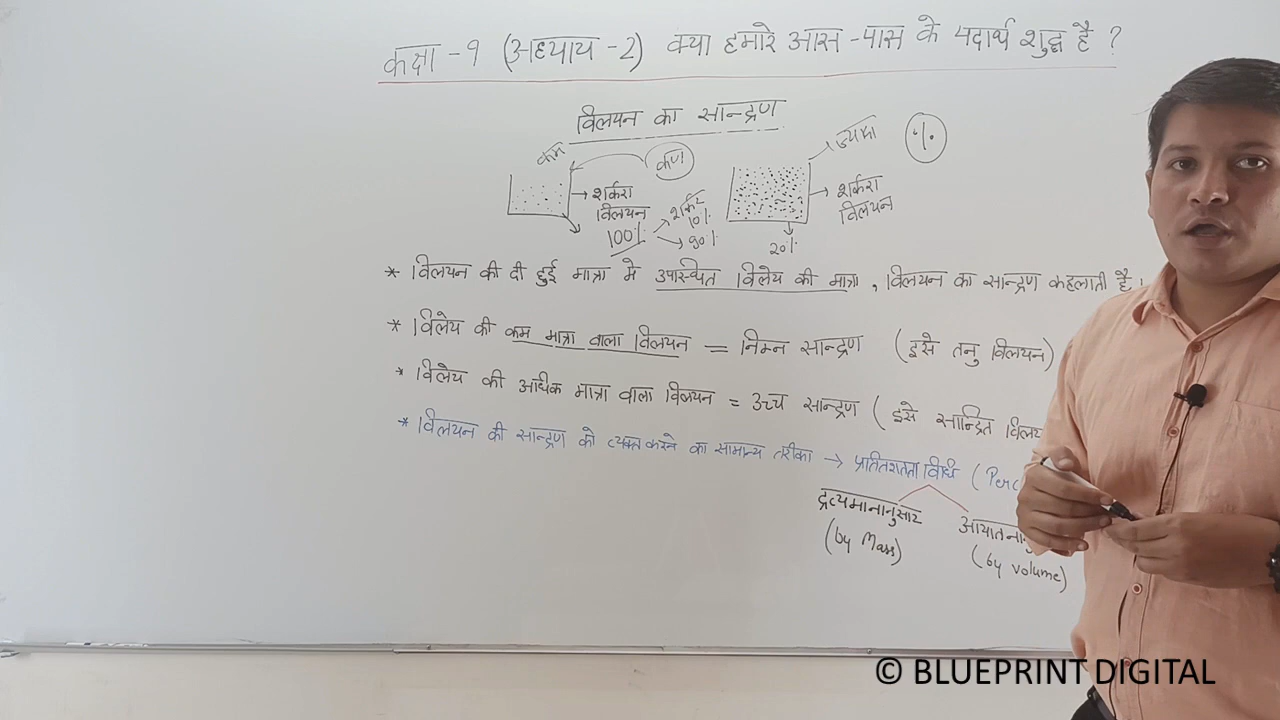 कक्षा - 9 (अध्याय - 2) क्या हमारे आस -पास के पदार्थ शुद्ध है ?
विलयन का सान्द्रण
कम
कण
शर्करा
विलयन
100%
शर्करा
10%
90%
ज्यादा
%
शर्करा
विलयन
20%
* विलयन की दी हुई मात्रा मे उपस्थित विलेय की मात्रा , विलयन का सान्द्रण कहलाती है।
* विलेय की कम मात्रा वाला विलयन = निम्न सान्द्रण (इसे तनु विलयन)
* विलेय की अधिक मात्रा वाला विलयन = उच्च सान्द्रण (इसे सान्द्रित विलय
* विलयन की सान्द्रण को व्यक्त करने का सामान्य तरीका → प्रतिशतता विधि (Perc
द्रव्यमानानुसार
(by Mass)
आयतनानु
(by volume)
© BLUEPRINT DIGITAL